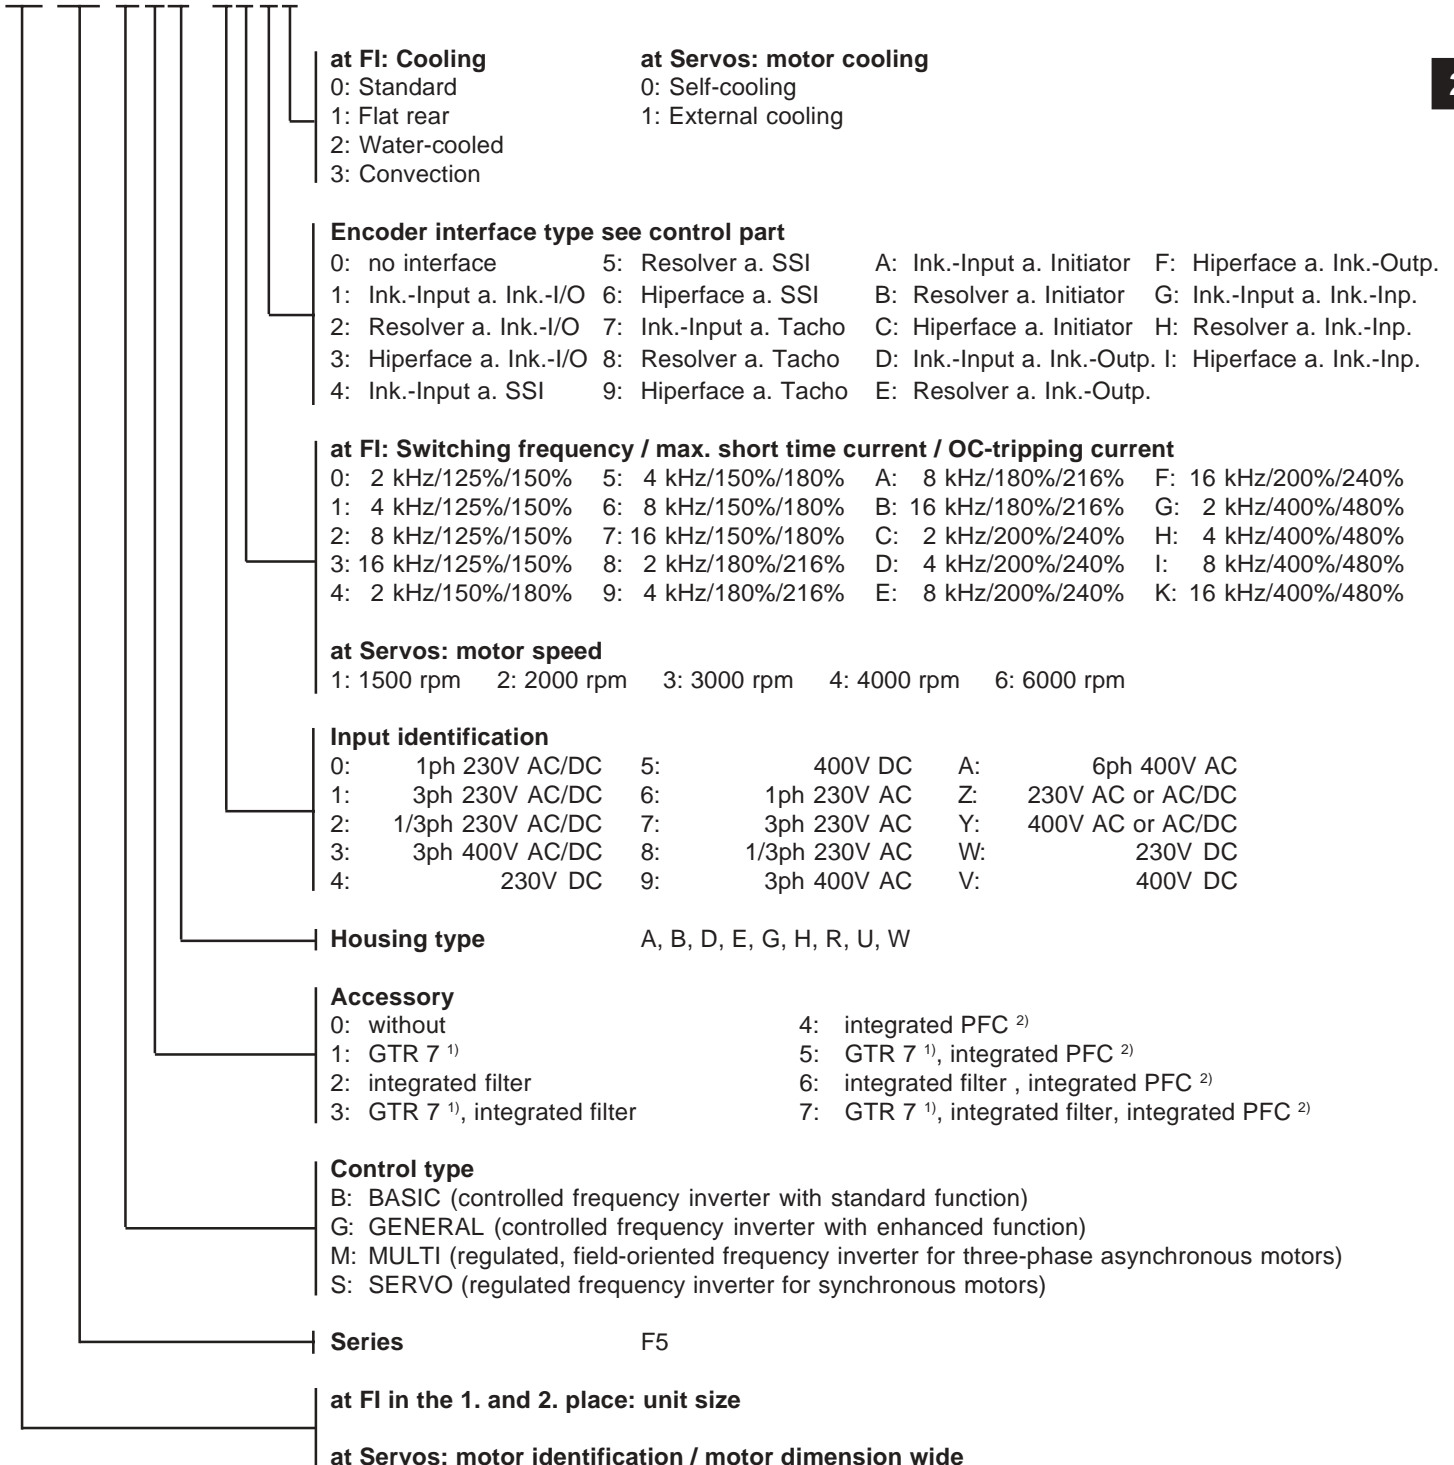 at FI: Cooling at Servos: motor cooling
0: Standard 0: Self-cooling
1: Flat rear 1: External cooling
2: Water-cooled
3: Convection
Encoder interface type see control part
0: no interface 5: Resolver a. SSI A: Ink.-Input a. Initiator F: Hiperface a. Ink.-Outp.
1: Ink.-Input a. Ink.-I/O 6: Hiperface a. SSI B: Resolver a. Initiator G: Ink.-Input a. Ink.-Inp.
2: Resolver a. Ink.-I/O 7: Ink.-Input a. Tacho C: Hiperface a. Initiator H: Resolver a. Ink.-Inp.
3: Hiperface a. Ink.-I/O 8: Resolver a. Tacho D: Ink.-Input a. Ink.-Outp. I: Hiperface a. Ink.-Inp.
4: Ink.-Input a. SSI 9: Hiperface a. Tacho E: Resolver a. Ink.-Outp.
at FI: Switching frequency / max. short time current / OC-tripping current
0: 2 kHz/125%/150% 5: 4 kHz/150%/180% A: 8 kHz/180%/216% F: 16 kHz/200%/240%
1: 4 kHz/125%/150% 6: 8 kHz/150%/180% B: 16 kHz/180%/216% G: 2 kHz/400%/480%
2: 8 kHz/125%/150% 7: 16 kHz/150%/180% C: 2 kHz/200%/240% H: 4 kHz/400%/480%
3: 16 kHz/125%/150% 8: 2 kHz/180%/216% D: 4 kHz/200%/240% I: 8 kHz/400%/480%
4: 2 kHz/150%/180% 9: 4 kHz/180%/216% E: 8 kHz/200%/240% K: 16 kHz/400%/480%
at Servos: motor speed
1: 1500 rpm 2: 2000 rpm 3: 3000 rpm 4: 4000 rpm 6: 6000 rpm
Input identification
0: 1ph 230V AC/DC 5: 400V DC A: 6ph 400V AC
1: 3ph 230V AC/DC 6: 1ph 230V AC Z: 230V AC or AC/DC
2: 1/3ph 230V AC/DC 7: 3ph 230V AC Y: 400V AC or AC/DC
3: 3ph 400V AC/DC 8: 1/3ph 230V AC W: 230V DC
4: 230V DC 9: 3ph 400V AC V: 400V DC
Housing type A, B, D, E, G, H, R, U, W
Accessory
0: without 4: integrated PFC 2)
1: GTR 7 1) 5: GTR 7 1), integrated PFC 2)
2: integrated filter 6: integrated filter , integrated PFC 2)
3: GTR 7 1), integrated filter 7: GTR 7 1), integrated filter, integrated PFC 2)
Control type
B: BASIC (controlled frequency inverter with standard function)
G: GENERAL (controlled frequency inverter with enhanced function)
M: MULTI (regulated, field-oriented frequency inverter for three-phase asynchronous motors)
S: SERVO (regulated frequency inverter for synchronous motors)
Series F5
at FI in the 1. and 2. place: unit size
at Servos: motor identification / motor dimension wide